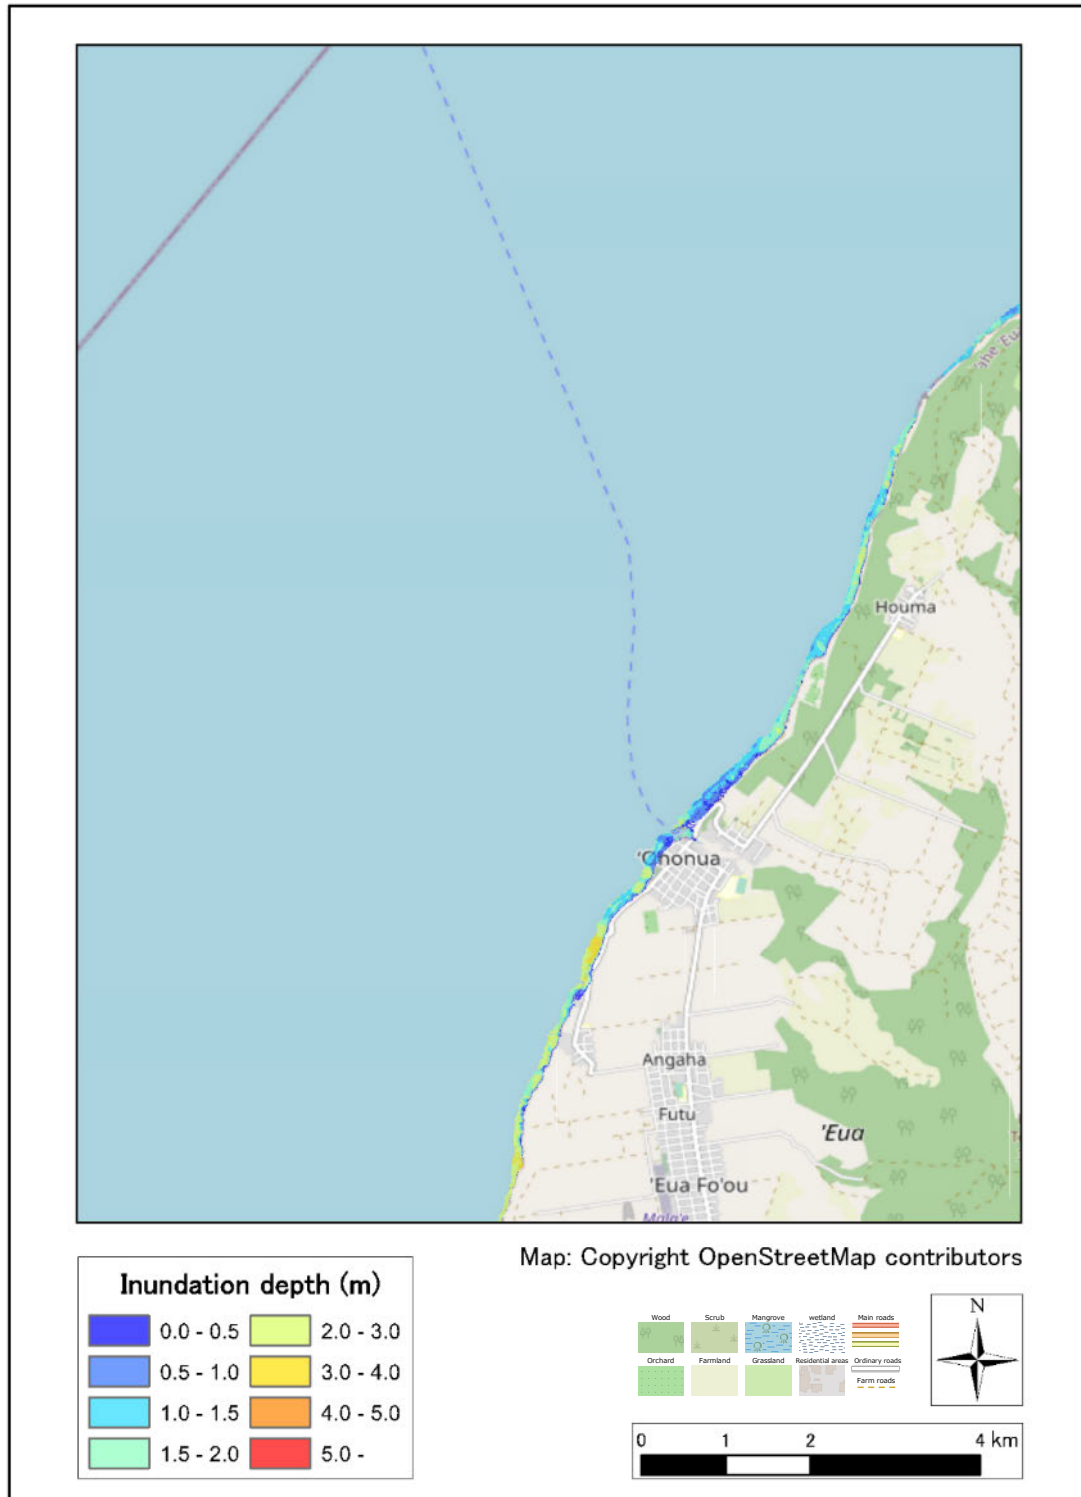 'ahe 'Eu
Houma
'Ohonua
Angaha
Futu
'Eua
'Eua Fo'ou
Mala'e
Map: Copyright OpenStreetMap contributors
Inundation depth (m)
0.0 - 0.5
2.0 - 3.0
0.5 - 1.0
3.0 - 4.0
1.0 - 1.5
4.0 - 5.0
1.5 - 2.0
5.0 -
Wood Scrub Mangrove wetland Main roads
Orchard Farmland Grassland Residential areas Ordinary roads
Farm roads
N
0 1 2 4 km